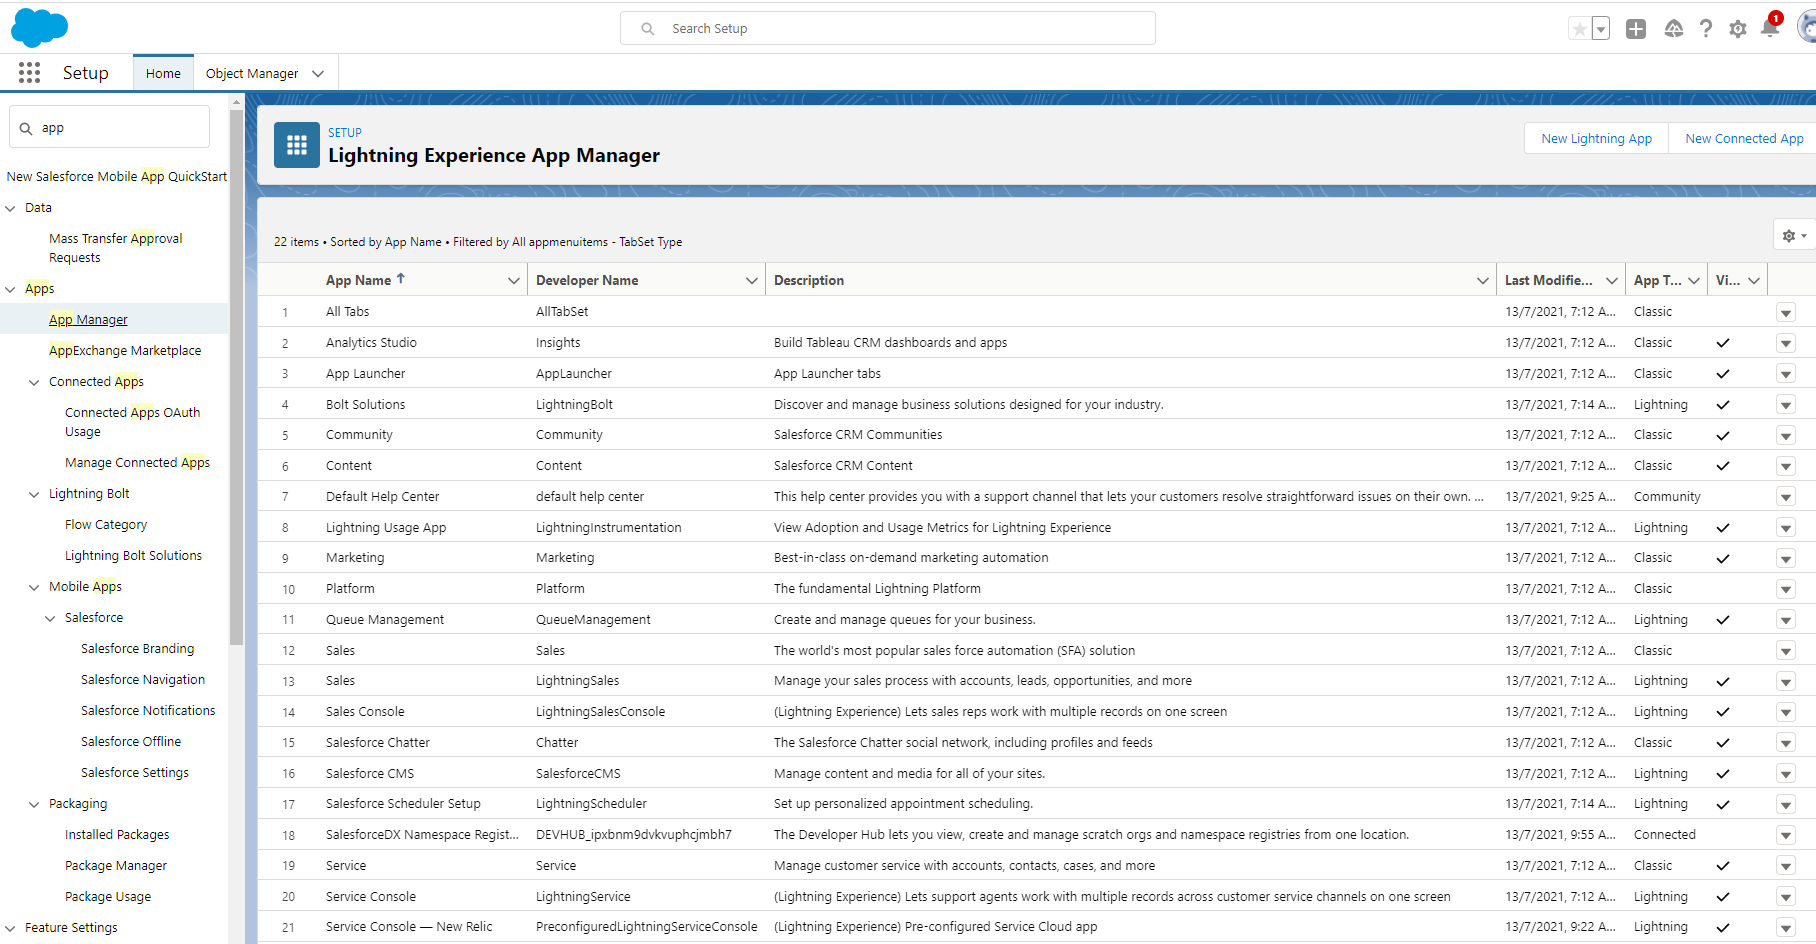 Search Setup
1
Setup
Home
Object Manager
app
New Salesforce Mobile App QuickStart
Data
Mass Transfer Approval
Requests
Apps
App Manager
AppExchange Marketplace
Connected Apps
Connected Apps OAuth
Usage
Manage Connected Apps
Lightning Bolt
Flow Category
Lightning Bolt Solutions
Mobile Apps
Salesforce
Salesforce Branding
Salesforce Navigation
Salesforce Notifications
Salesforce Offline
Salesforce Settings
Packaging
Installed Packages
Package Manager
Package Usage
Feature Settings
SETUP
Lightning Experience App Manager
New Lightning App
New Connected App
22 items • Sorted by App Name • Filtered by All appmenuitems - TabSet Type
App Name ↑ Developer Name Description Last Modifie... App T... Vi...
1 All Tabs AllTabSet 13/7/2021, 7:12 A... Classic
2 Analytics Studio Insights Build Tableau CRM dashboards and apps 13/7/2021, 7:12 A... Classic
3 App Launcher AppLauncher App Launcher tabs 13/7/2021, 7:12 A... Classic
4 Bolt Solutions LightningBolt Discover and manage business solutions designed for your industry. 13/7/2021, 7:14 A... Lightning
5 Community Community Salesforce CRM Communities 13/7/2021, 7:12 A... Classic
6 Content Content Salesforce CRM Content 13/7/2021, 7:12 A... Classic
7 Default Help Center default help center This help center provides you with a support channel that lets your customers resolve straightforward issues on their own. ... 13/7/2021, 9:25 A... Community
8 Lightning Usage App LightningInstrumentation View Adoption and Usage Metrics for Lightning Experience 13/7/2021, 7:12 A... Lightning
9 Marketing Marketing Best-in-class on-demand marketing automation 13/7/2021, 7:12 A... Classic
10 Platform Platform The fundamental Lightning Platform 13/7/2021, 7:12 A... Classic
11 Queue Management QueueManagement Create and manage queues for your business. 13/7/2021, 7:12 A... Lightning
12 Sales Sales The world's most popular sales force automation (SFA) solution 13/7/2021, 7:12 A... Classic
13 Sales LightningSales Manage your sales process with accounts, leads, opportunities, and more 13/7/2021, 7:12 A... Lightning
14 Sales Console LightningSalesConsole (Lightning Experience) Lets sales reps work with multiple records on one screen 13/7/2021, 7:12 A... Lightning
15 Salesforce Chatter Chatter The Salesforce Chatter social network, including profiles and feeds 13/7/2021, 7:12 A... Classic
16 Salesforce CMS SalesforceCMS Manage content and media for all of your sites. 13/7/2021, 7:12 A... Lightning
17 Salesforce Scheduler Setup LightningScheduler Set up personalized appointment scheduling. 13/7/2021, 7:14 A... Lightning
18 SalesforceDX Namespace Regist... DEVHUB_ipxbnm9dvkvuphcjmbh7 The Developer Hub lets you view, create and manage scratch orgs and namespace registries from one location. 13/7/2021, 9:55 A... Connected
19 Service Service Manage customer service with accounts, contacts, cases, and more 13/7/2021, 7:12 A... Classic
20 Service Console LightningService (Lightning Experience) Lets support agents work with multiple records across customer service channels on one screen 13/7/2021, 7:12 A... Lightning
21 Service Console — New Relic PreconfiguredLightningServiceConsole (Lightning Experience) Pre-configured Service Cloud app 13/7/2021, 9:22 A... Lightning